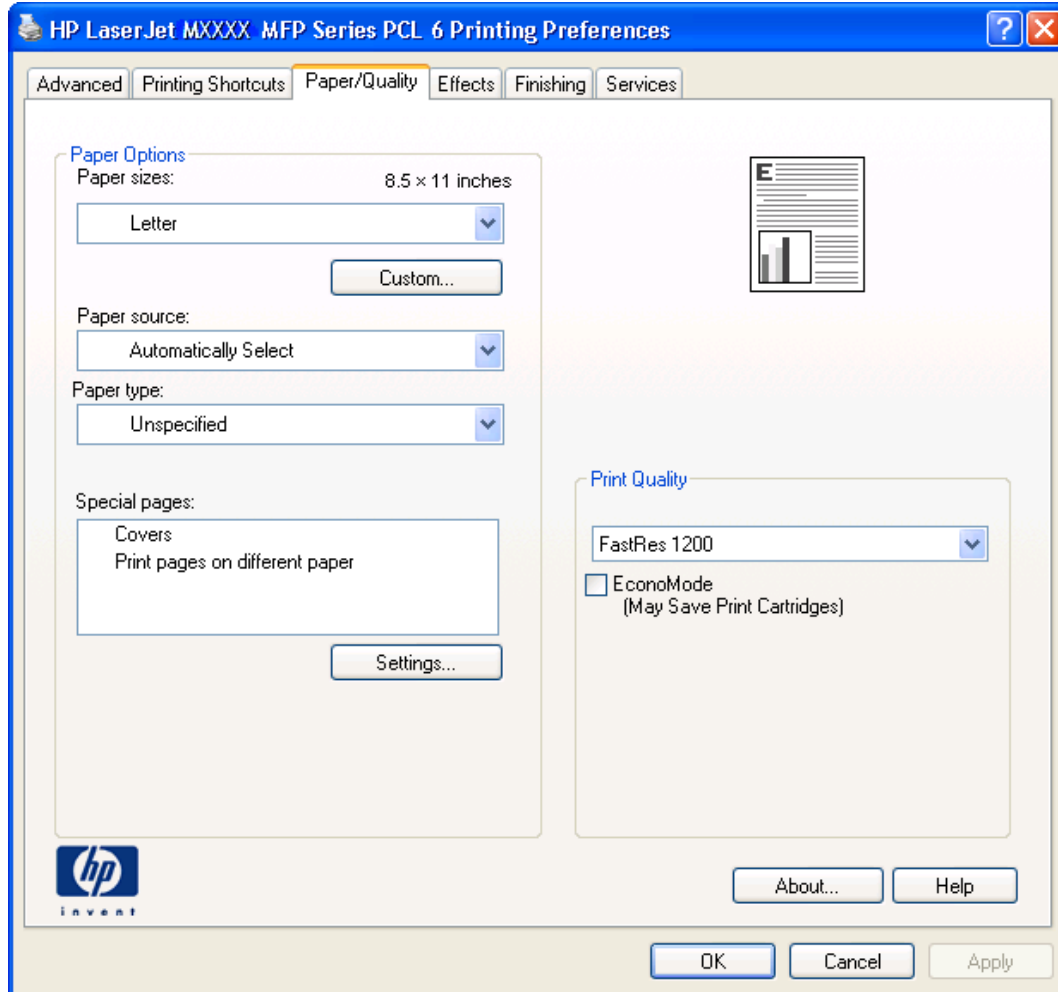 HP LaserJet MXXXX MFP Series PCL 6 Printing Preferences
Advanced
Printing Shortcuts
Paper/Quality
Effects
Finishing
Services
Paper Options
Paper sizes:
8.5 × 11 inches
Letter
Custom...
Paper source:
Automatically Select
Paper type:
Unspecified
Special pages:
Covers
Print pages on different paper
Settings...
E
Print Quality
FastRes 1200
EconoMode
(May Save Print Cartridges)
hp
invent
About...
Help
OK
Cancel
Apply